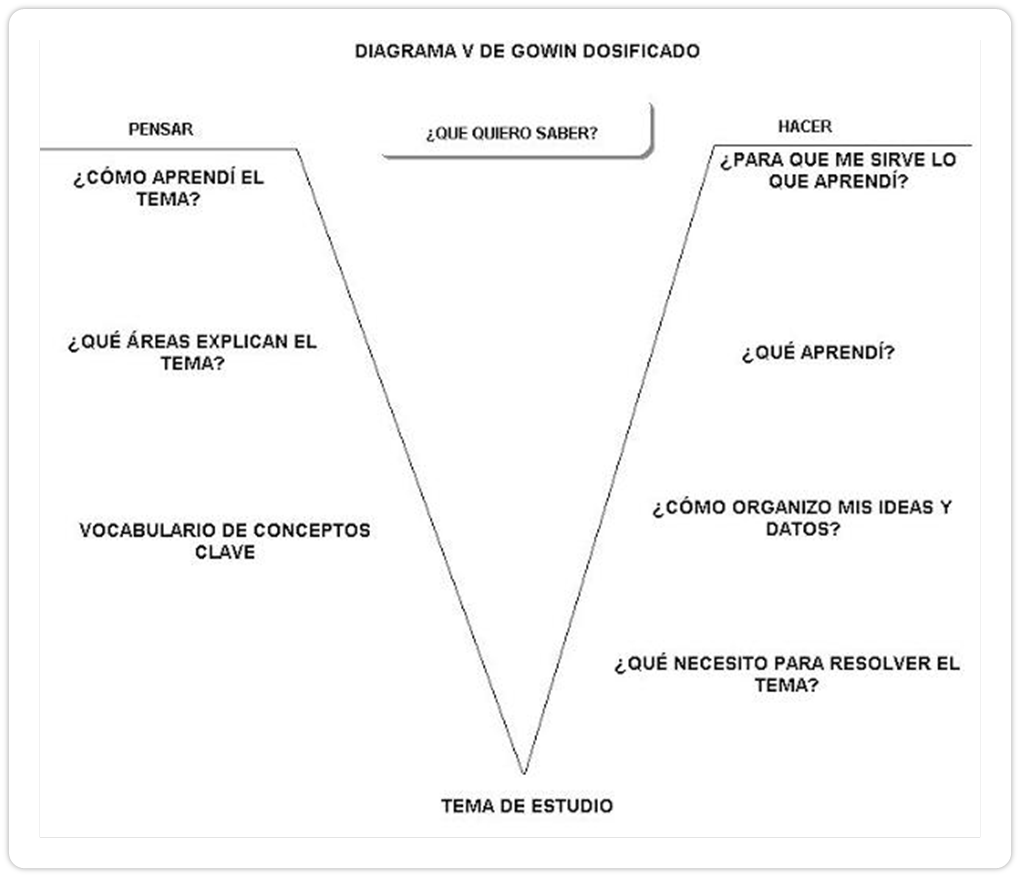 DIAGRAMA V DE GOWIN DOSIFICADO
PENSAR
¿QUE QUIERO SABER?
HACER
¿CÓMO APRENDÍ EL
TEMA?
¿PARA QUE ME SIRVE LO
QUE APRENDÍ?
¿QUÉ ÁREAS EXPLICAN EL
TEMA?
¿QUÉ APRENDÍ?
VOCABULARIO DE CONCEPTOS
CLAVE
¿CÓMO ORGANIZO MIS IDEAS Y
DATOS?
¿QUÉ NECESITO PARA RESOLVER EL
TEMA?
TEMA DE ESTUDIO